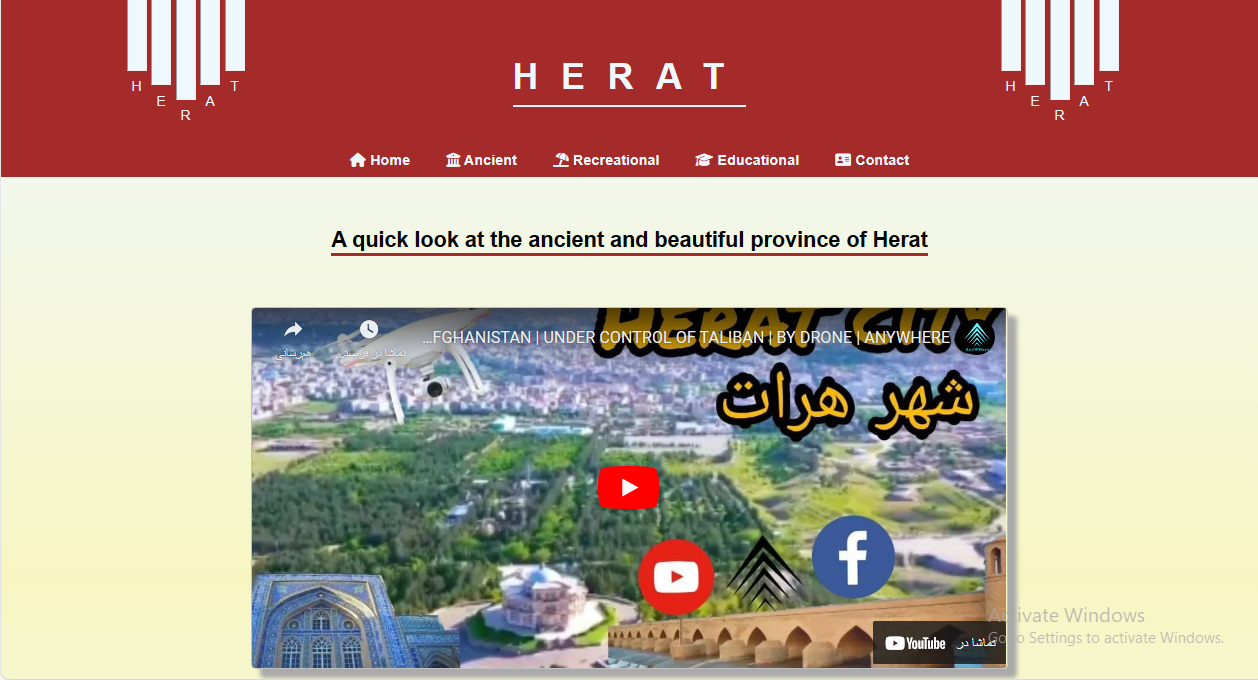 H E R A T
H E R A T
H E R A T
Home Ancient Recreational Educational Contact
A quick look at the ancient and beautiful province of Herat
HERAT CITY
هم‌رسانی
تماشا در فرصتی...
...FGHANISTAN | UNDER CONTROL OF TALIBAN | BY DRONE | ANYWHERE
شهر هرات
تماشا در YouTube
Activate Windows
Go to Settings to activate Windows.